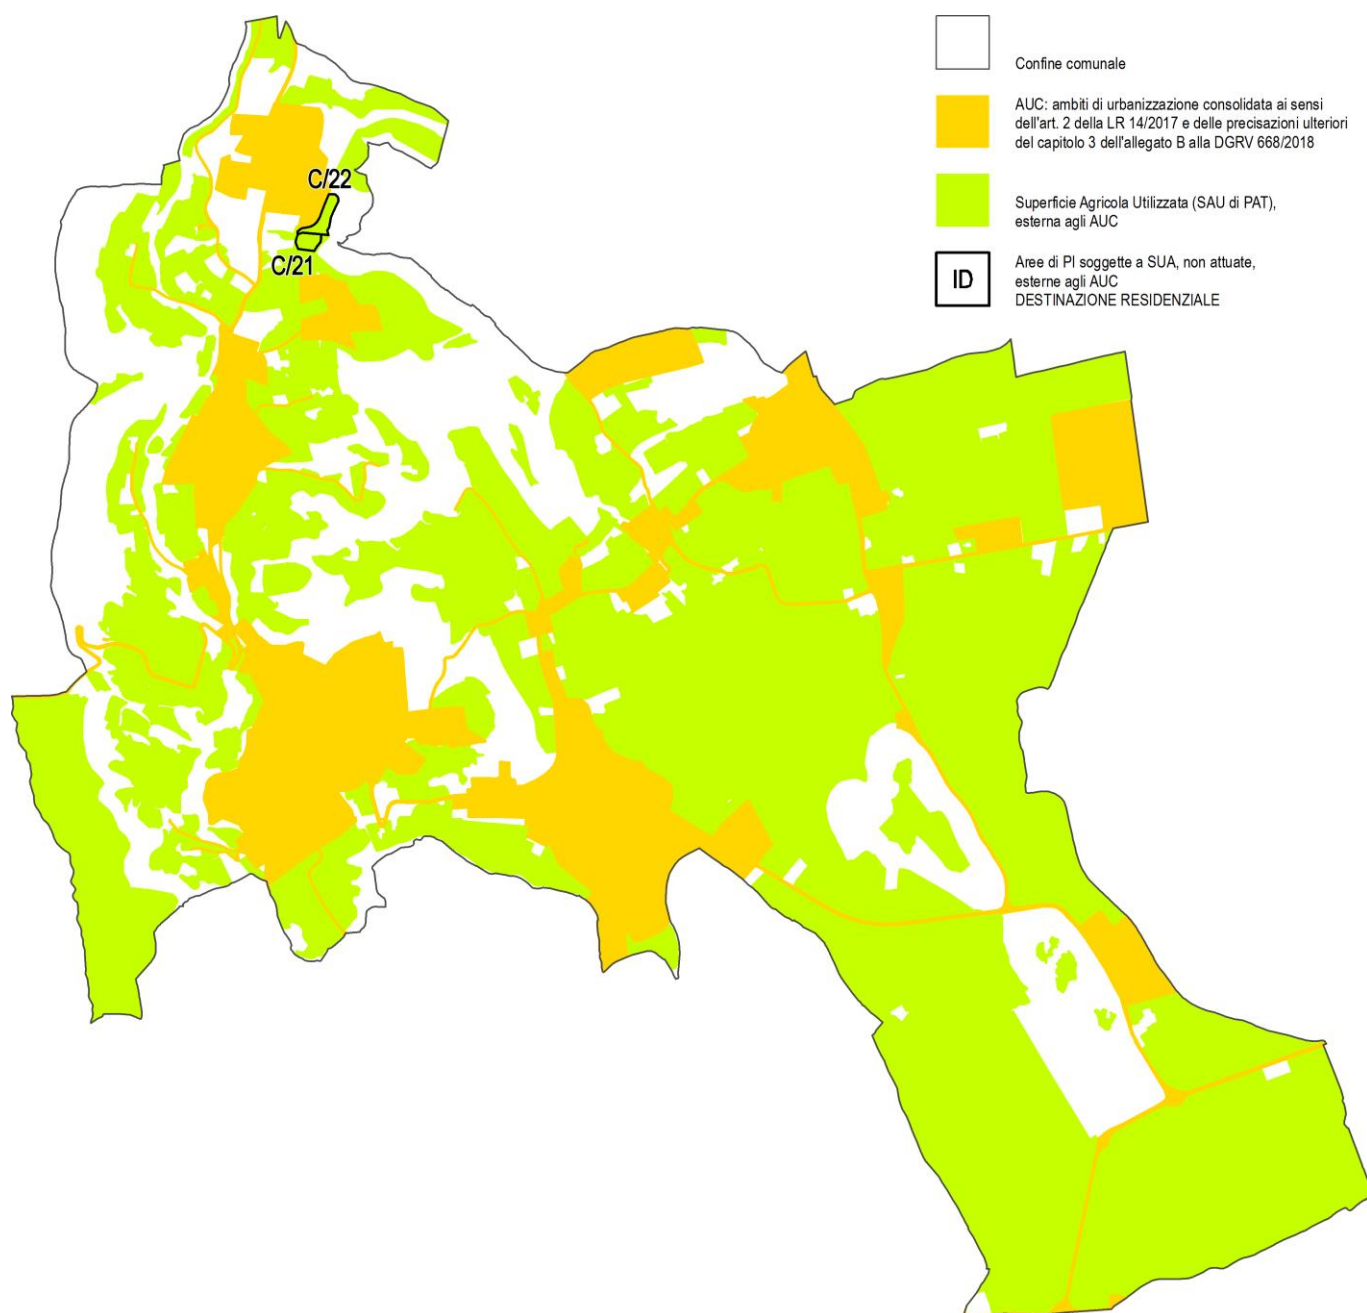 Confine comunale
AUC: ambiti di urbanizzazione consolidata ai sensi
dell'art. 2 della LR 14/2017 e delle precisazioni ulteriori
del capitolo 3 dell'allegato B alla DGRV 668/2018
Superficie Agricola Utilizzata (SAU di PAT),
esterna agli AUC
ID
Aree di PI soggette a SUA, non attuate,
esterne agli AUC
DESTINAZIONE RESIDENZIALE
C/22
C/21